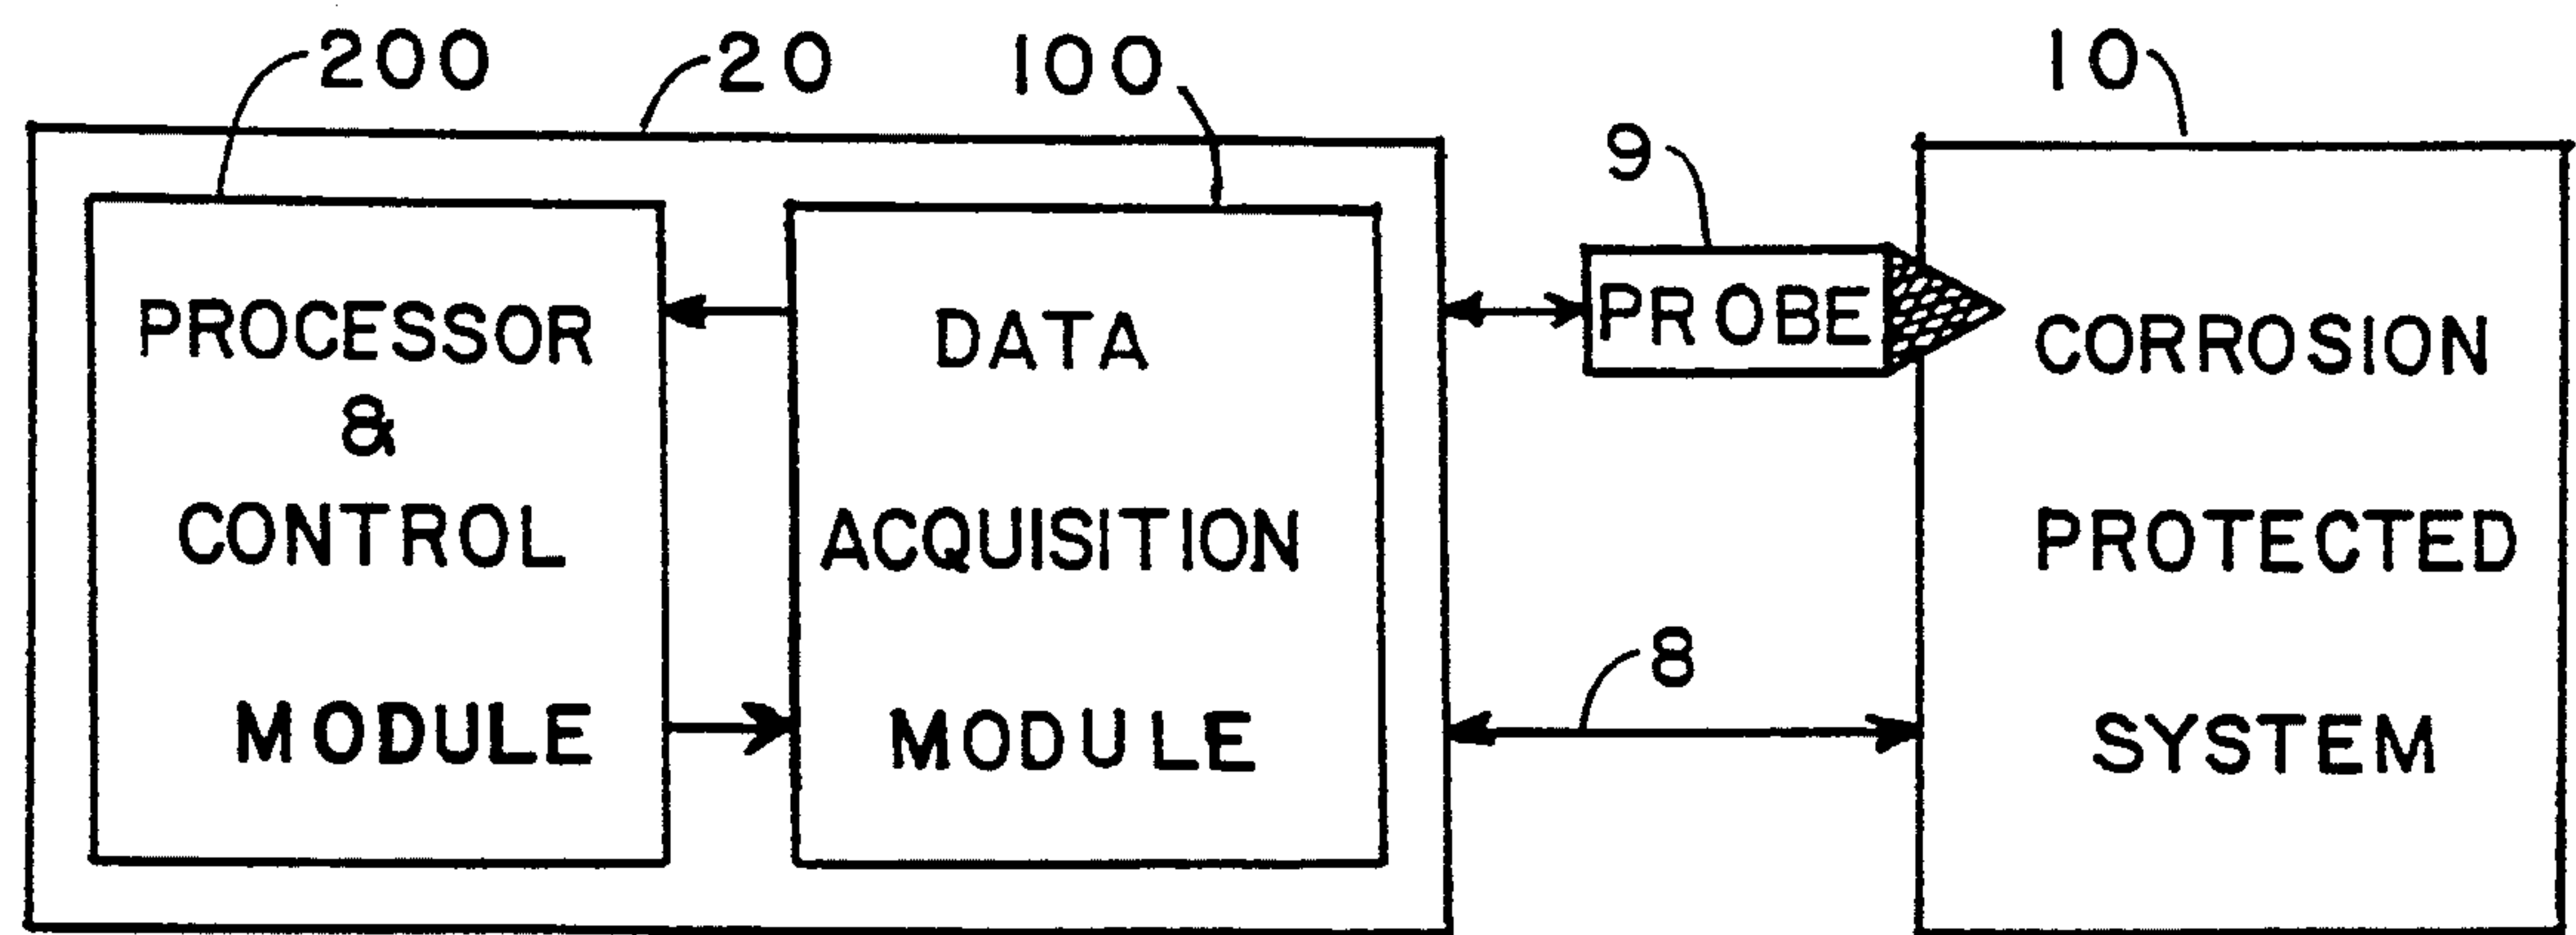 200
20
100
10
9
PROBE
PROCESSOR
&
CONTROL
MODULE
DATA
ACQUISITION
MODULE
8
CORROSION
PROTECTED
SYSTEM